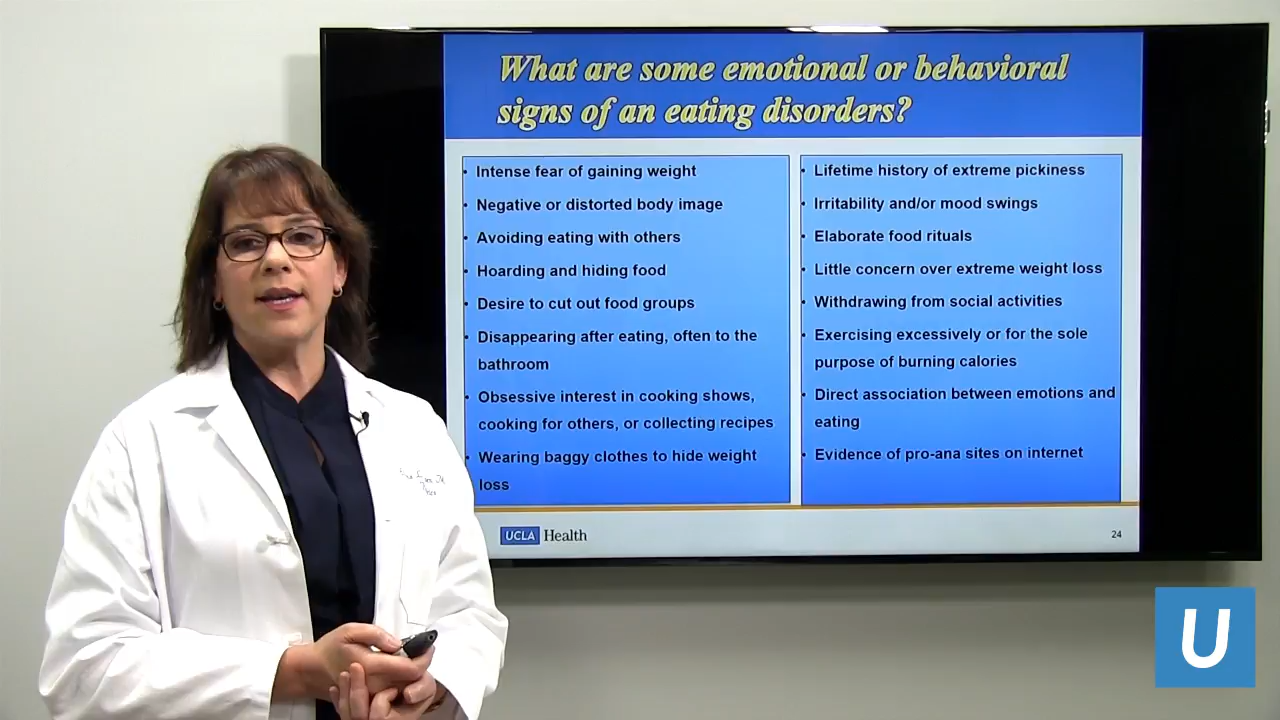 What are some emotional or behavioral
signs of an eating disorders?
• Intense fear of gaining weight
• Negative or distorted body image
• Avoiding eating with others
• Hoarding and hiding food
• Desire to cut out food groups
• Disappearing after eating, often to the
bathroom
• Obsessive interest in cooking shows,
cooking for others, or collecting recipes
• Wearing baggy clothes to hide weight
loss
• Lifetime history of extreme pickiness
• Irritability and/or mood swings
• Elaborate food rituals
• Little concern over extreme weight loss
• Withdrawing from social activities
• Exercising excessively or for the sole
purpose of burning calories
• Direct association between emotions and
eating
• Evidence of pro-ana sites on internet
UCLA Health
24
U